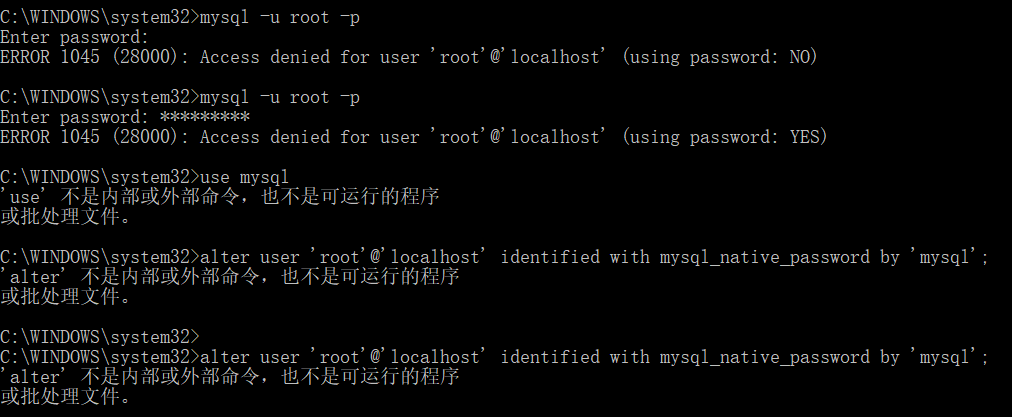 C:\WINDOWS\system32>mysql -u root -p
Enter password:
ERROR 1045 (28000): Access denied for user 'root'@'localhost' (using password: NO)
C:\WINDOWS\system32>mysql -u root -p
Enter password: *********
ERROR 1045 (28000): Access denied for user 'root'@'localhost' (using password: YES)
C:\WINDOWS\system32>use mysql
'use' 不是内部或外部命令，也不是可运行的程序
或批处理文件。
C:\WINDOWS\system32>alter user 'root'@'localhost' identified with mysql_native_password by 'mysql';
'alter' 不是内部或外部命令，也不是可运行的程序
或批处理文件。
C:\WINDOWS\system32>
C:\WINDOWS\system32>alter user 'root'@'localhost' identified with mysql_native_password by 'mysql';
'alter' 不是内部或外部命令，也不是可运行的程序
或批处理文件。